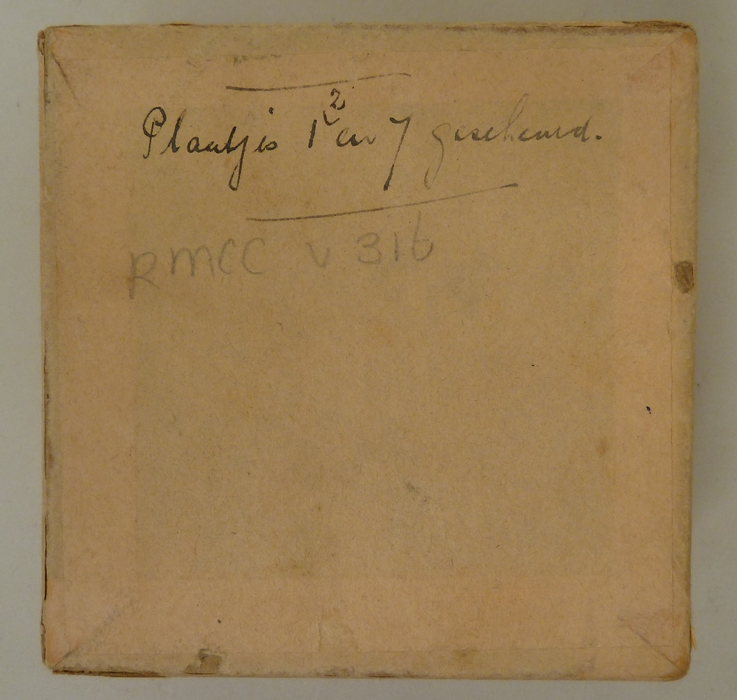 Plaatjes 1 2 en 7 gescheurd.
RMCC V 316